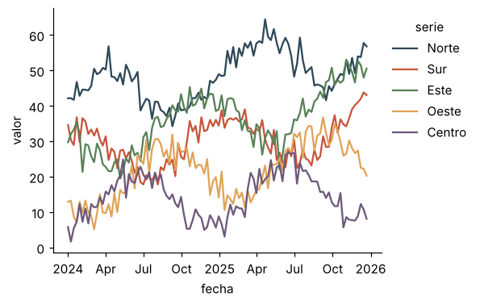 serie
Norte
Sur
Este
Oeste
Centro
valor
60
50
40
30
20
10
0
2024 Apr Jul Oct 2025 Apr Jul Oct 2026
fecha